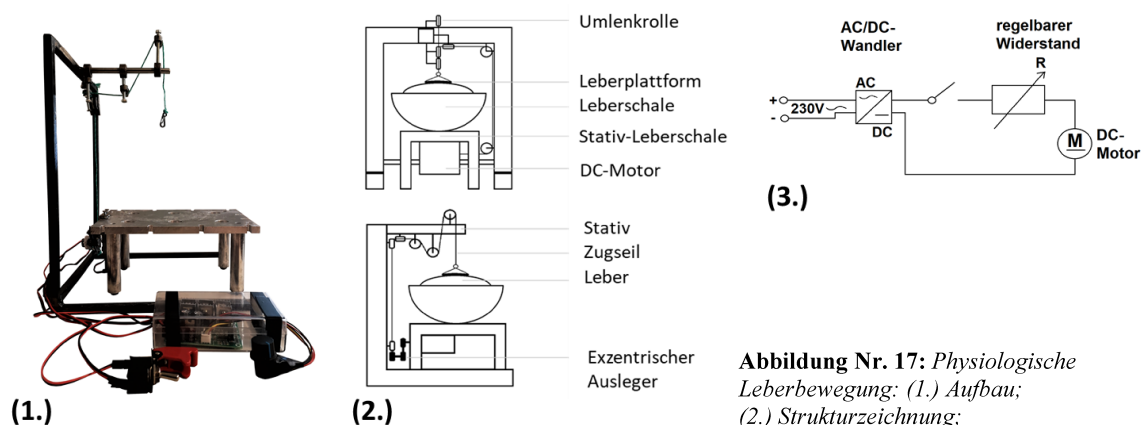 (1.)
(2.)
Umlenkrolle
Leberplattform
Leberschale
Stativ-Leberschale
DC-Motor
Stativ
Zugseil
Leber
Exzentrischer
Ausleger
AC/DC-
Wandler
regelbarer
Widerstand
R
AC
+
230V
-
DC
M
DC-
Motor
(3.)
Abbildung Nr. 17: Physiologische
Leberbewegung: (1.) Aufbau;
(2.) Strukturzeichnung;